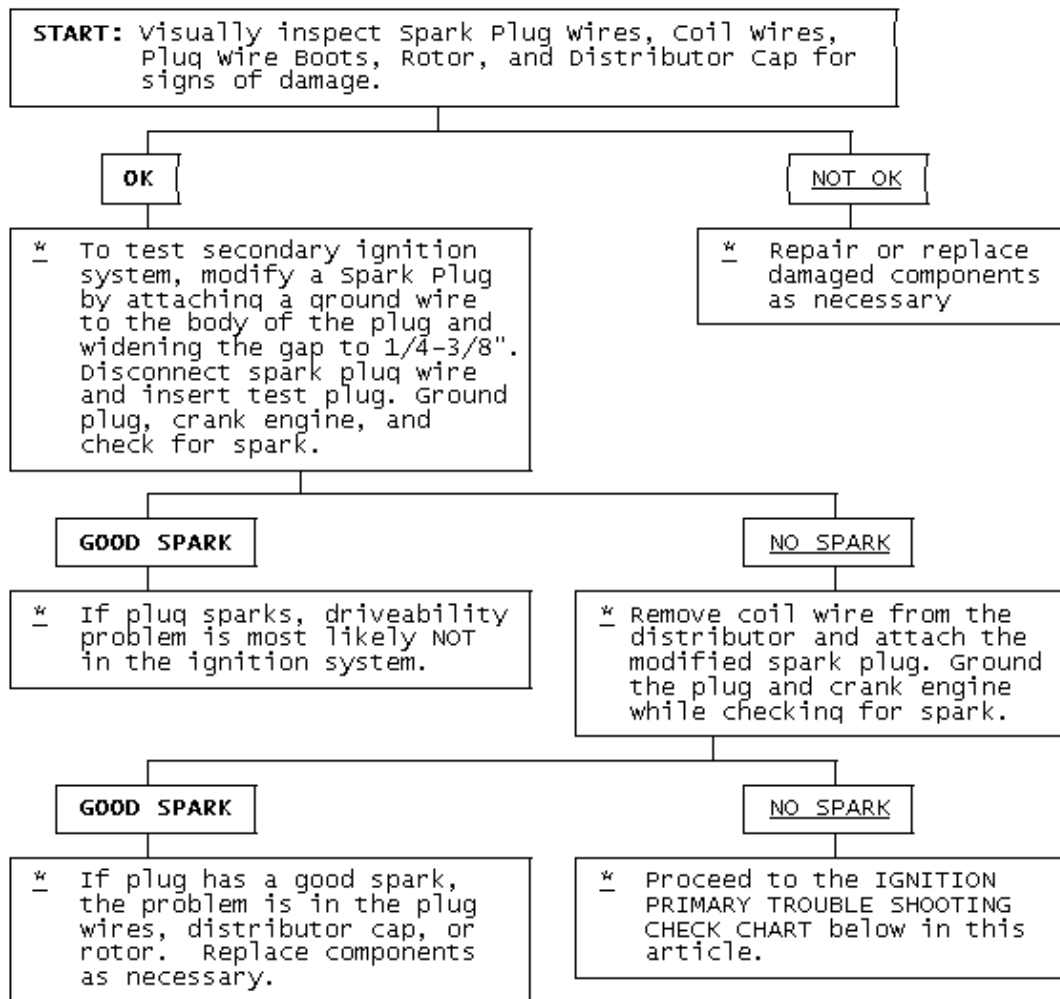 START: Visually inspect Spark Plug Wires, Coil Wires,
Plug Wire Boots, Rotor, and Distributor Cap for
signs of damage.
OK
NOT OK
* To test secondary ignition
system, modify a Spark Plug
by attaching a ground wire
to the body of the plug and
widening the gap to 1/4-3/8".
Disconnect spark plug wire
and insert test plug. Ground
plug, crank engine, and
check for spark.
* Repair or replace
damaged components
as necessary
GOOD SPARK
NO SPARK
* If plug sparks, driveability
problem is most likely NOT
in the ignition system.
* Remove coil wire from the
distributor and attach the
modified spark plug. Ground
the plug and crank engine
while checking for spark.
GOOD SPARK
NO SPARK
* If plug has a good spark,
the problem is in the plug
wires, distributor cap, or
rotor. Replace components
as necessary.
* Proceed to the IGNITION
PRIMARY TROUBLE SHOOTING
CHECK CHART below in this
article.